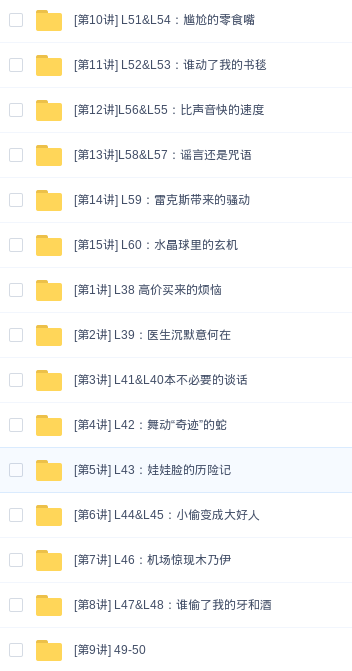 [第10讲] L51&L54：尴尬的零食嘴
[第11讲] L52&L53：谁动了我的书毯
[第12讲]L56&L55：比声音快的速度
[第13讲]L58&L57：谣言还是咒语
[第14讲] L59：雷克斯带来的骚动
[第15讲] L60：水晶球里的玄机
[第1讲] L38 高价买来的烦恼
[第2讲] L39：医生沉默意何在
[第3讲] L41&L40本不必要的谈话
[第4讲] L42：舞动“奇迹”的蛇
[第5讲] L43：娃娃脸的历险记
[第6讲] L44&L45：小偷变成大好人
[第7讲] L46：机场惊现木乃伊
[第8讲] L47&L48：谁偷了我的牙和酒
[第9讲] 49-50